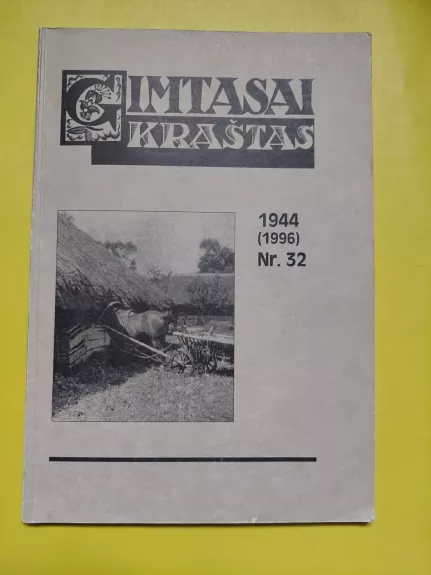 GIMTASAI
KRAŠTAS
1944
(1996)
Nr. 32